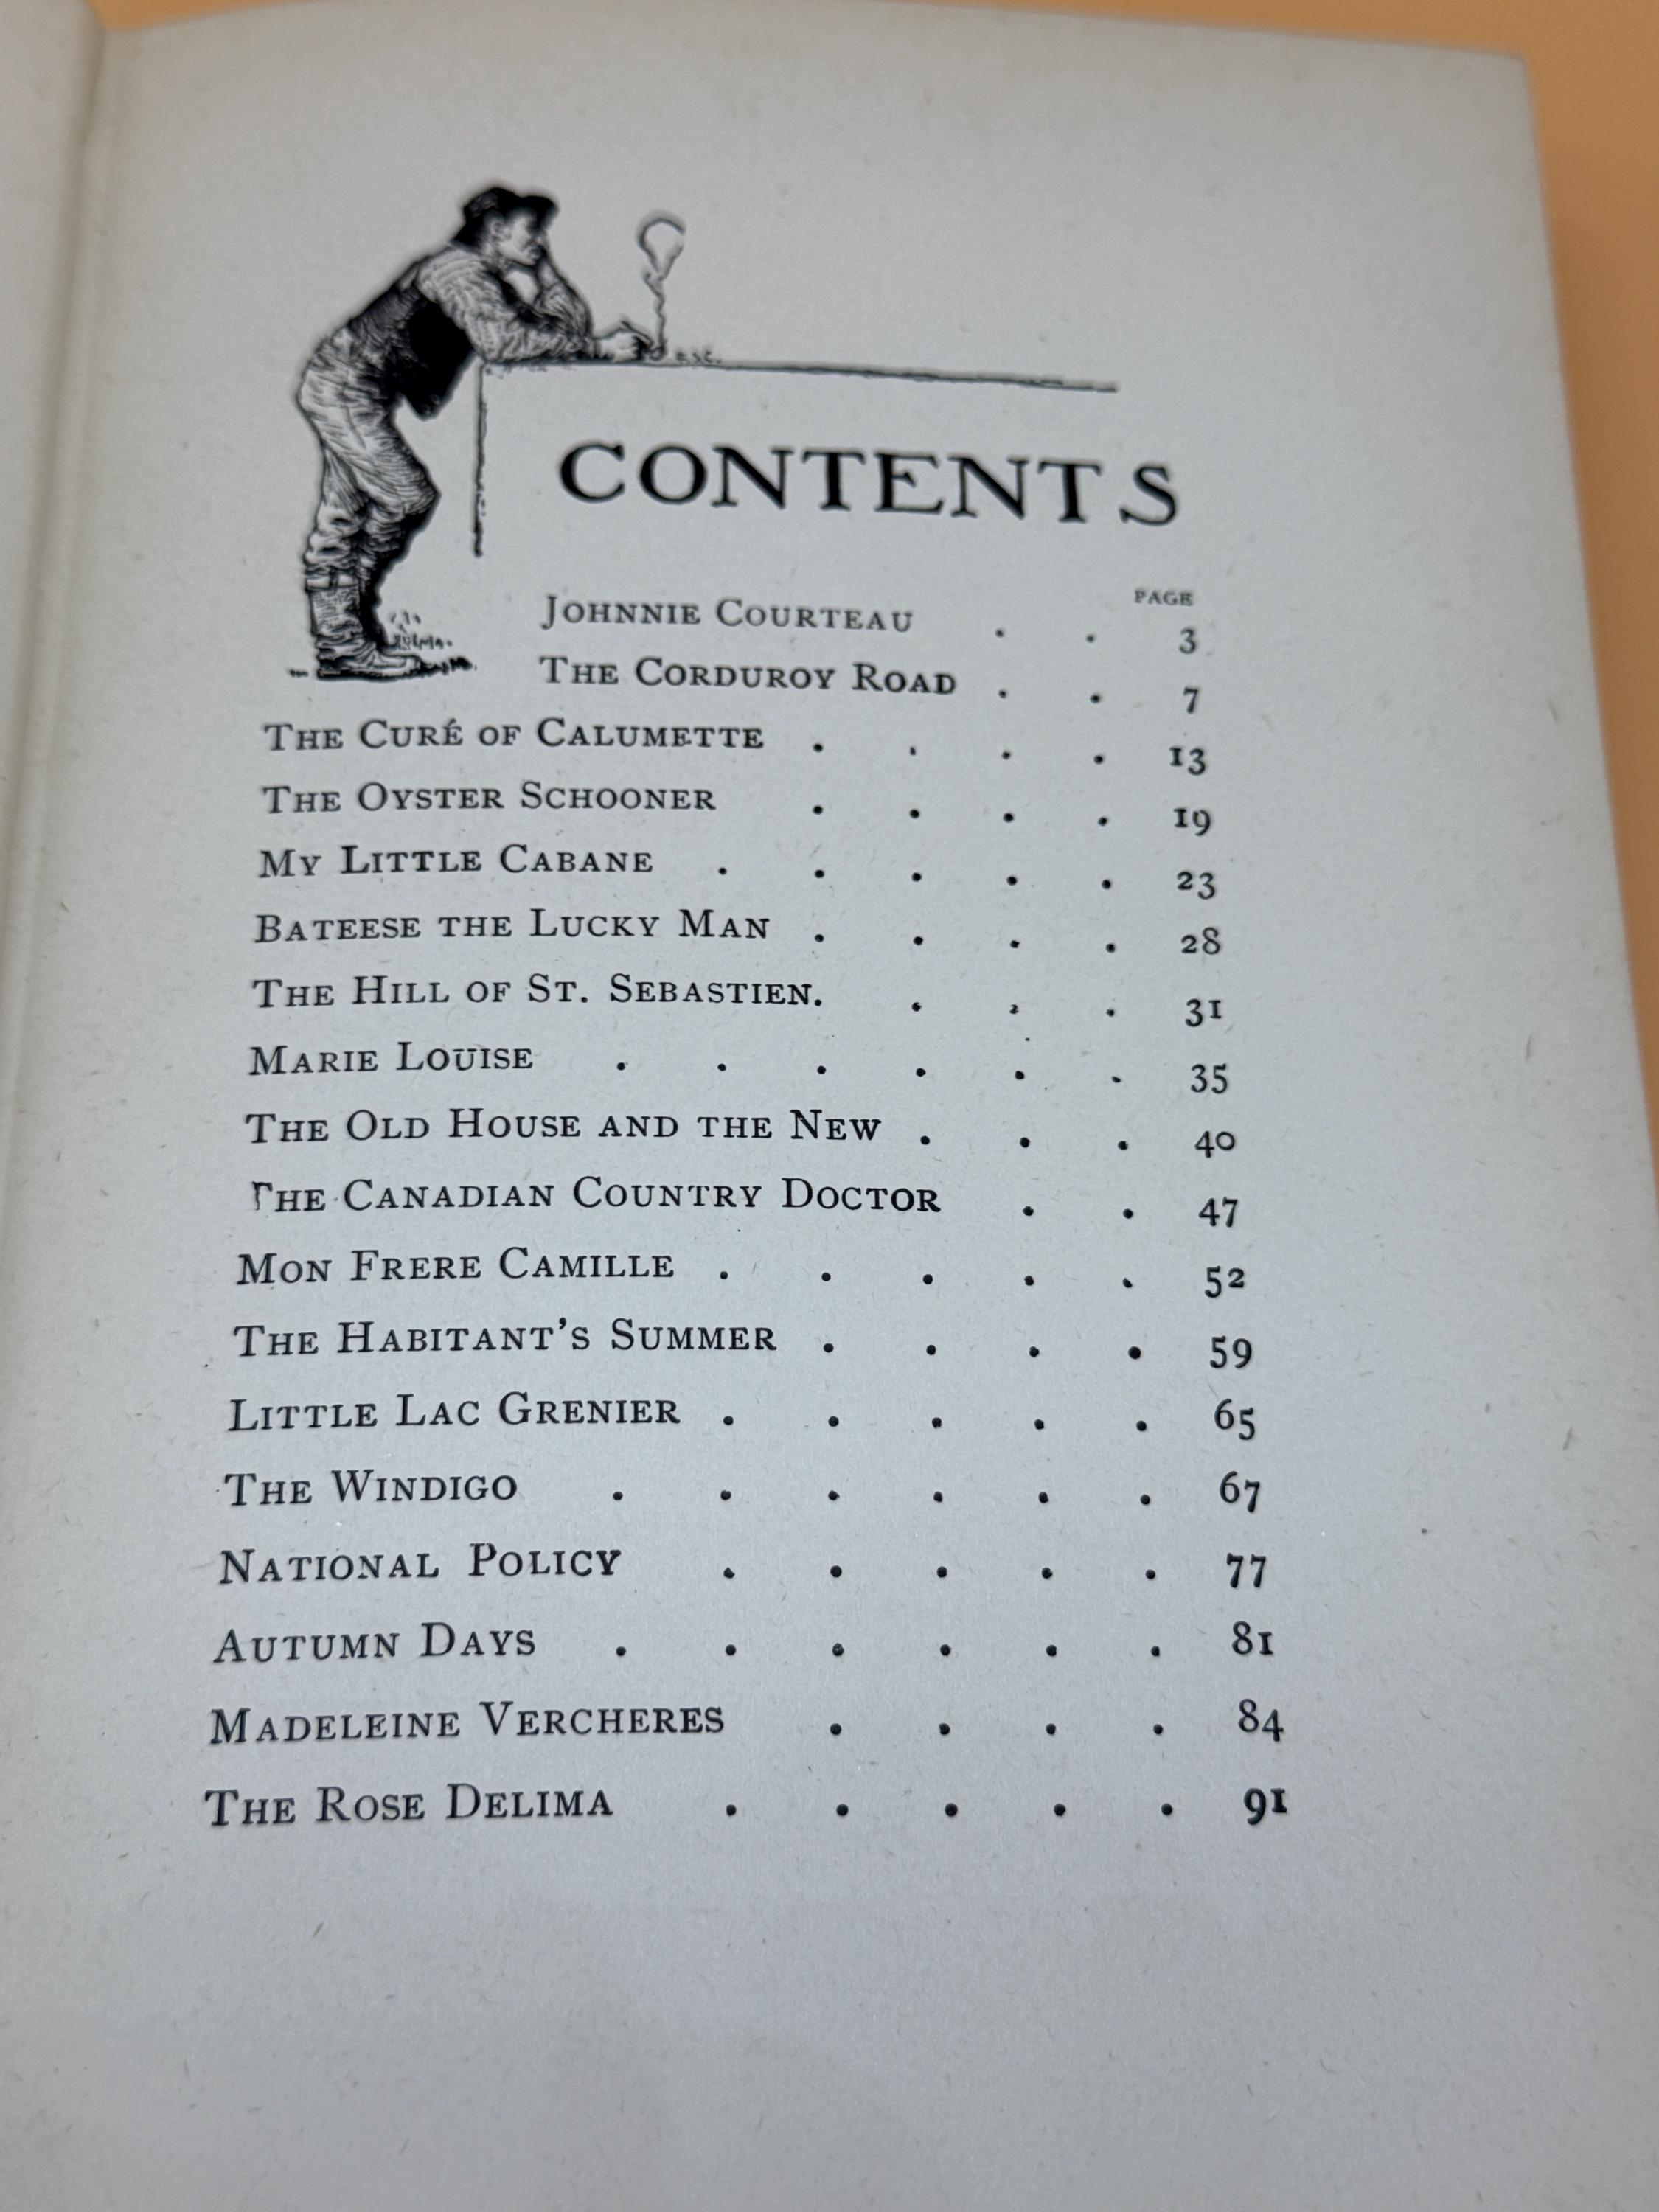 CONTENTS
PAGE
JOHNNIE COURTEAU . . 3
THE CORDUROY ROAD . . 7
THE CURÉ OF CALUMETTE . . . . 13
THE OYSTER SCHOONER . . . . 19
MY LITTLE CABANE . . . . . 23
BATEESE THE LUCKY MAN . . . . 28
THE HILL OF ST. SEBASTIEN. . . . 31
MARIE LOUISE . . . . . . 35
THE OLD HOUSE AND THE NEW . . . 40
THE CANADIAN COUNTRY DOCTOR . . 47
MON FRERE CAMILLE . . . . . 52
THE HABITANT'S SUMMER . . . . 59
LITTLE LAC GRENIER . . . . . 65
THE WINDIGO . . . . . . 67
NATIONAL POLICY . . . . . 77
AUTUMN DAYS . . . . . . 81
MADELEINE VERCHERES . . . . 84
THE ROSE DELIMA . . . . . 91